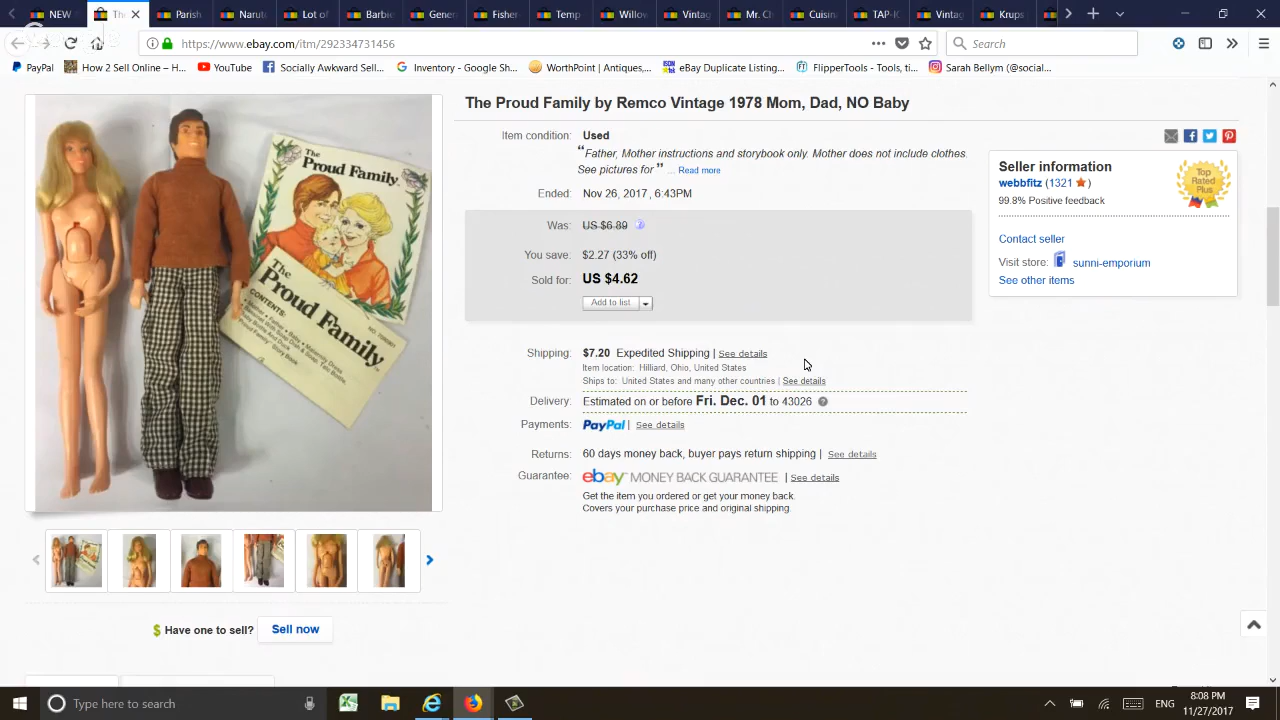 NEW
The
Parish
Narut
Lot of
Barbie
Gener
Fisher
Temp
Willow
Vintag
Mr. Ch
Cuisin
TAP-K
Vintag
Krups
https://www.ebay.com/itm/292334731456
Search
PayPal
How 2 Sell Online – H...
YouTube
Socially Awkward Sell...
Inventory - Google Sh...
WorthPoint | Antiques,...
eBay Duplicate Listing...
FlipperTools - Tools, ti...
Sarah Bellym (@social...
The Proud Family by Remco Vintage 1978 Mom, Dad, NO Baby
Item condition: Used
“Father, Mother instructions and storybook only. Mother does not include clothes.
See pictures for” ... Read more
Ended: Nov 26, 2017 , 6:43PM
Was: US $6.89
You save: $2.27 (33% off)
Sold for: US $4.62
Add to list
Shipping: $7.20 Expedited Shipping | See details
Item location: Hilliard, Ohio, United States
Ships to: United States and many other countries | See details
Delivery: Estimated on or before Fri. Dec. 01 to 43026
Payments: PayPal | See details
Returns: 60 days money back, buyer pays return shipping | See details
Guarantee: ebay MONEY BACK GUARANTEE | See details
Get the item you ordered or get your money back.
Covers your purchase price and original shipping.
Seller information
webbfitz (1321 )
99.8% Positive feedback
Top
Rated
Plus
Contact seller
Visit store: sunni-emporium
See other items
The
Proud Family
The
Proud Family
CONTENTS:
$ Have one to sell? Sell now
Type here to search
ENG
8:08 PM
11/27/2017